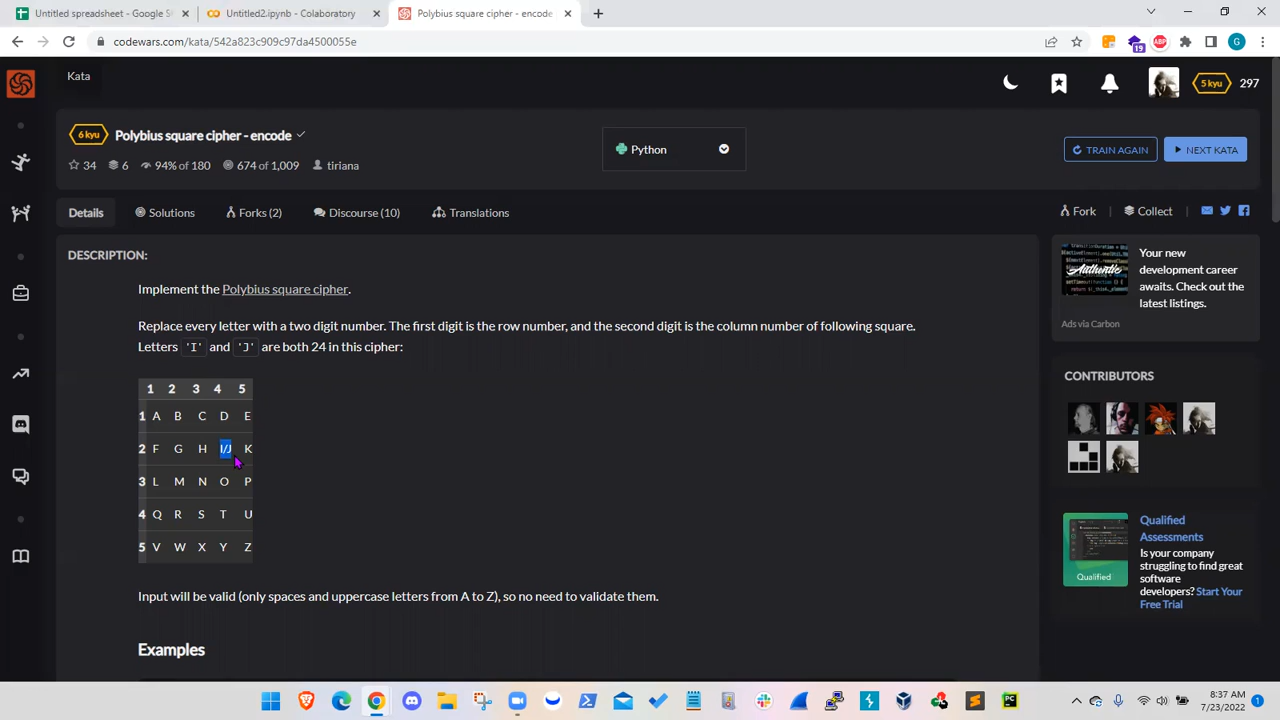 Untitled spreadsheet - Google S
Untitled2.ipynb - Colaboratory
Polybius square cipher - encode
codewars.com/kata/542a823c909c97da4500055e
19
ABP
G
Kata
5 kyu
297
6 kyu
Polybius square cipher - encode
34
6
94% of 180
674 of 1,009
tiriana
Python
TRAIN AGAIN
NEXT KATA
Details
Solutions
Forks (2)
Discourse (10)
Translations
Fork
Collect
DESCRIPTION:
Implement the Polybius square cipher.
Replace every letter with a two digit number. The first digit is the row number, and the second digit is the column number of following square.
Letters 'I' and 'J' are both 24 in this cipher:
1 2 3 4 5
1 A B C D E
2 F G H I/J K
3 L M N O P
4 Q R S T U
5 V W X Y Z
Input will be valid (only spaces and uppercase letters from A to Z), so no need to validate them.
Examples
Authentic
Your new
development career
awaits. Check out the
latest listings.
Ads via Carbon
CONTRIBUTORS
Qualified
Qualified
Assessments
Is your company
struggling to find great
software
developers? Start Your
Free Trial
PC
8:37 AM
7/23/2022
1